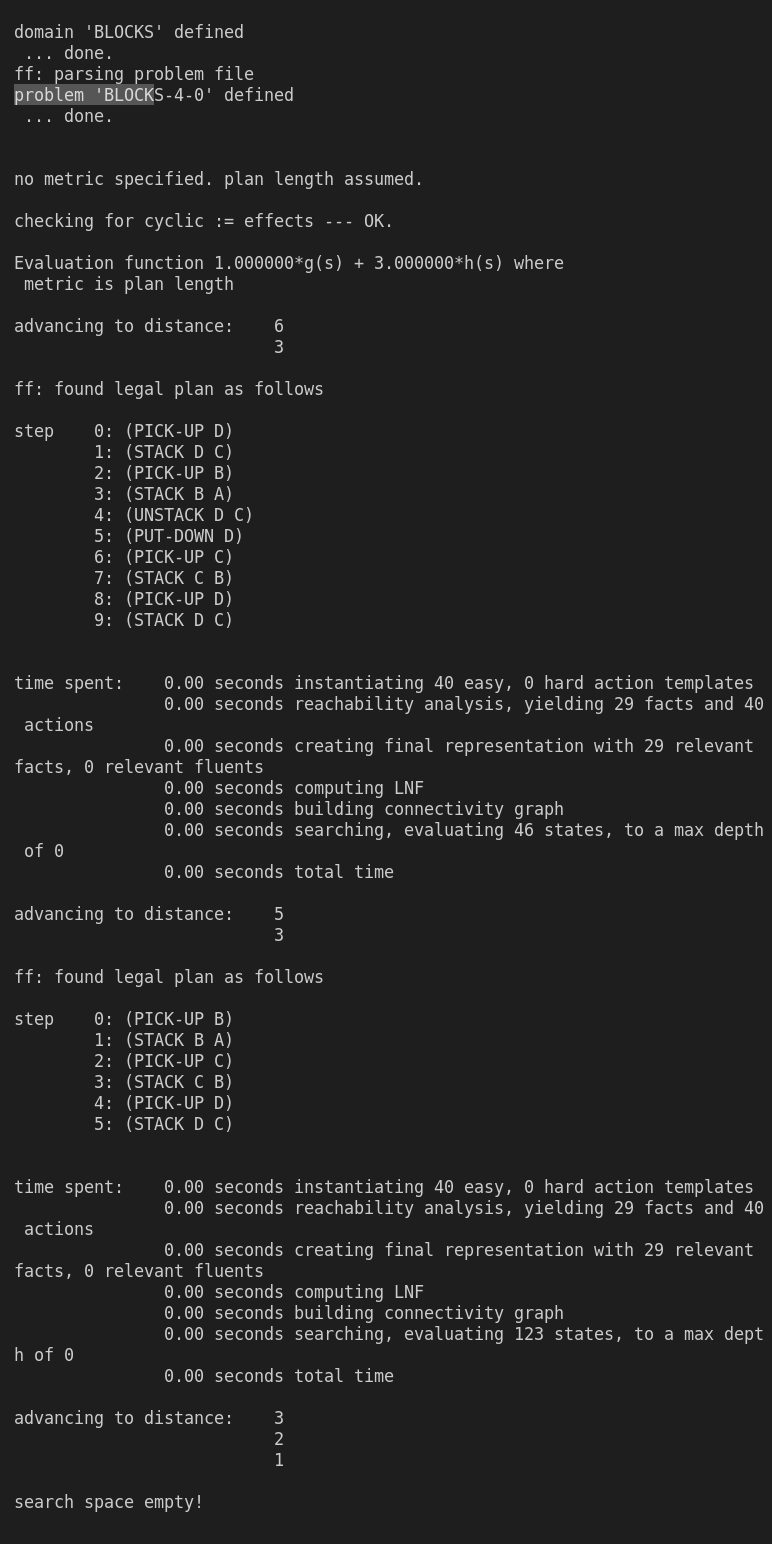 domain 'BLOCKS' defined
 ... done.
ff: parsing problem file
problem 'BLOCKS-4-0' defined
 ... done.


no metric specified. plan length assumed.

checking for cyclic := effects --- OK.

Evaluation function 1.000000*g(s) + 3.000000*h(s) where
 metric is plan length

advancing to distance:    6
                          3

ff: found legal plan as follows

step    0: (PICK-UP D)
        1: (STACK D C)
        2: (PICK-UP B)
        3: (STACK B A)
        4: (UNSTACK D C)
        5: (PUT-DOWN D)
        6: (PICK-UP C)
        7: (STACK C B)
        8: (PICK-UP D)
        9: (STACK D C)


time spent:    0.00 seconds instantiating 40 easy, 0 hard action templates
               0.00 seconds reachability analysis, yielding 29 facts and 40
 actions
               0.00 seconds creating final representation with 29 relevant
facts, 0 relevant fluents
               0.00 seconds computing LNF
               0.00 seconds building connectivity graph
               0.00 seconds searching, evaluating 46 states, to a max depth
 of 0
               0.00 seconds total time

advancing to distance:    5
                          3

ff: found legal plan as follows

step    0: (PICK-UP B)
        1: (STACK B A)
        2: (PICK-UP C)
        3: (STACK C B)
        4: (PICK-UP D)
        5: (STACK D C)


time spent:    0.00 seconds instantiating 40 easy, 0 hard action templates
               0.00 seconds reachability analysis, yielding 29 facts and 40
 actions
               0.00 seconds creating final representation with 29 relevant
facts, 0 relevant fluents
               0.00 seconds computing LNF
               0.00 seconds building connectivity graph
               0.00 seconds searching, evaluating 123 states, to a max dept
h of 0
               0.00 seconds total time

advancing to distance:    3
                          2
                          1

search space empty!